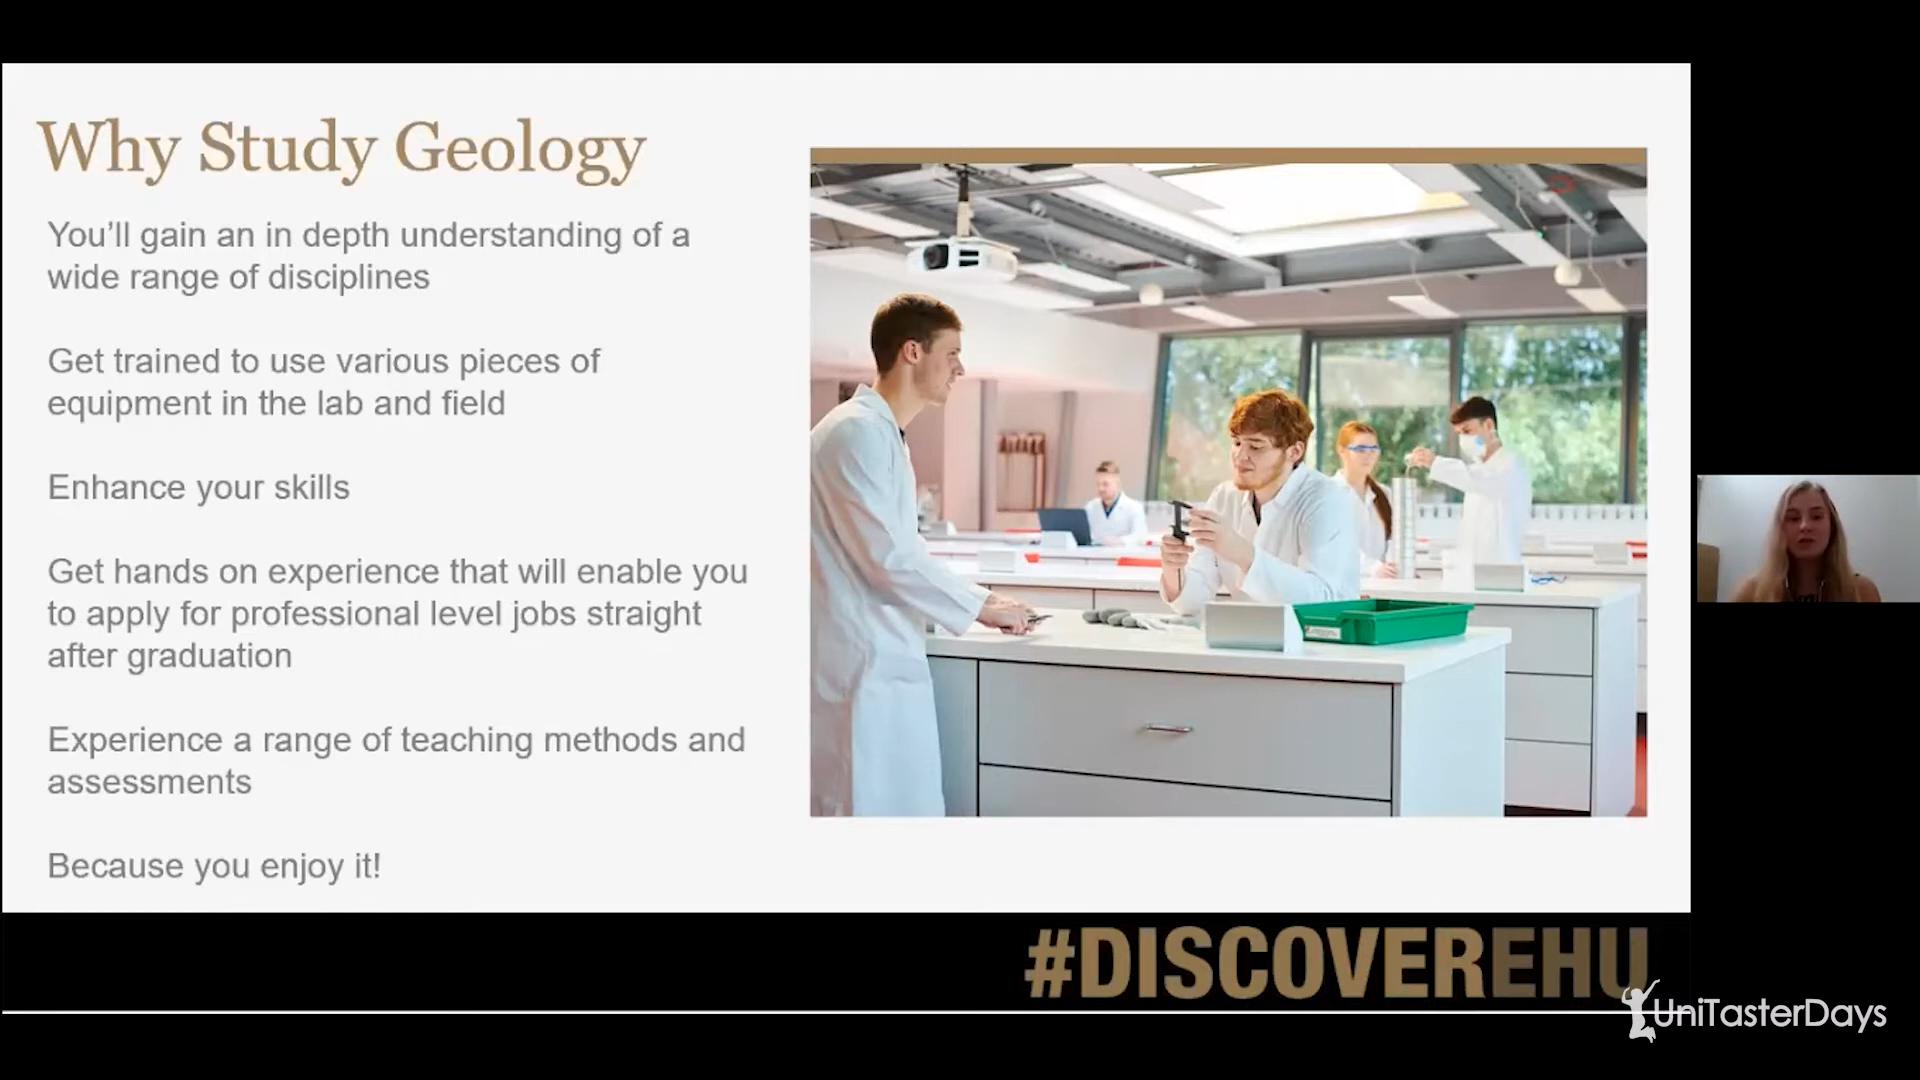 Why Study Geology
You'll gain an in depth understanding of a
wide range of disciplines
Get trained to use various pieces of
equipment in the lab and field
Enhance your skills
Get hands on experience that will enable you
to apply for professional level jobs straight
after graduation
Experience a range of teaching methods and
assessments
Because you enjoy it!
#DISCOVEREHU
UniTasterDays